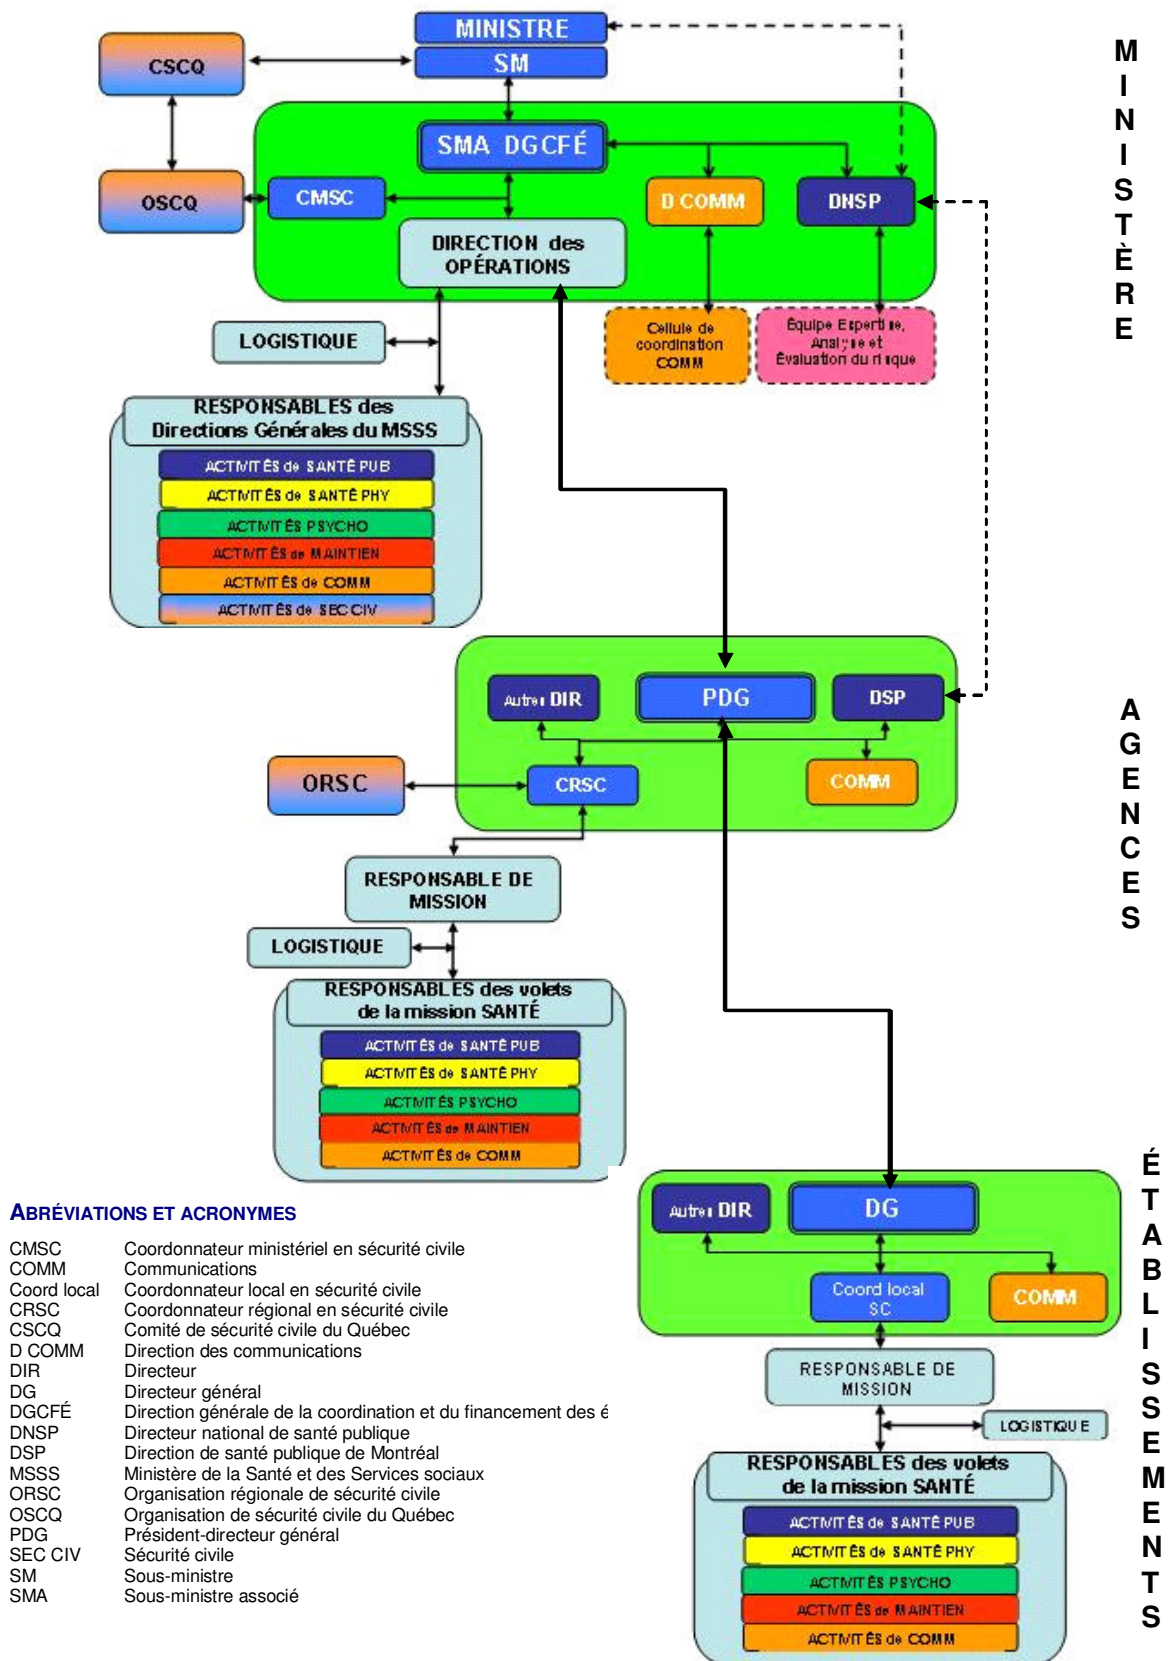 MINISTRE
SM
CSCQ
SMA DGCFÉ
OSCQ
CMSC
D COMM
DNSP
DIRECTION des
OPÉRATIONS
LOGISTIQUE
Cellule de
coordination
COMM
Équipe Expertise,
Analyse et
Évaluation du risque
RESPONSABLES des
Directions Générales du MSSS
ACTIVITÉS de SANTÉ PUB
ACTIVITÉS de SANTÉ PHY
ACTIVITÉS PSYCHO
ACTIVITÉS de MAINTIEN
ACTIVITÉS de COMM
ACTIVITÉS de SEC CIV
MINISTÈRE
Autres DIR
PDG
DSP
ORSC
CRSC
COMM
RESPONSABLE DE
MISSION
LOGISTIQUE
RESPONSABLES des volets
de la mission SANTÉ
ACTIVITÉS de SANTÉ PUB
ACTIVITÉS de SANTÉ PHY
ACTIVITÉS PSYCHO
ACTIVITÉS de MAINTIEN
ACTIVITÉS de COMM
AGENCES
Autres DIR
DG
Coord local
SC
COMM
RESPONSABLE DE
MISSION
LOGISTIQUE
RESPONSABLES des volets
de la mission SANTÉ
ACTIVITÉS de SANTÉ PUB
ACTIVITÉS de SANTÉ PHY
ACTIVITÉS PSYCHO
ACTIVITÉS de MAINTIEN
ACTIVITÉS de COMM
ÉTABLISSEMENTS
ABRÉVIATIONS ET ACRONYMES
CMSC Coordonnateur ministériel en sécurité civile
COMM Communications
Coord local Coordonnateur local en sécurité civile
CRSC Coordonnateur régional en sécurité civile
CSCQ Comité de sécurité civile du Québec
D COMM Direction des communications
DIR Directeur
DG Directeur général
DGCFÉ Direction générale de la coordination et du financement des é
DNSP Directeur national de santé publique
DSP Direction de santé publique de Montréal
MSSS Ministère de la Santé et des Services sociaux
ORSC Organisation régionale de sécurité civile
OSCQ Organisation de sécurité civile du Québec
PDG Président-directeur général
SEC CIV Sécurité civile
SM Sous-ministre
SMA Sous-ministre associé